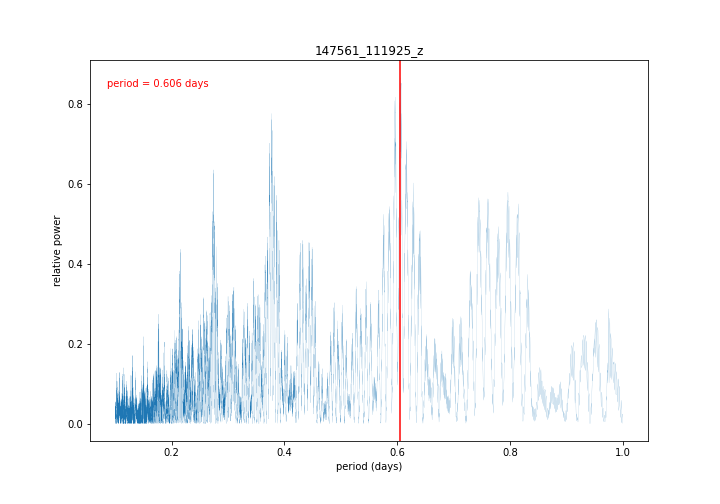 147561_111925_z
period = 0.606 days
relative power
0.8
0.6
0.4
0.2
0.0
0.2 0.4 0.6 0.8 1.0
period (days)